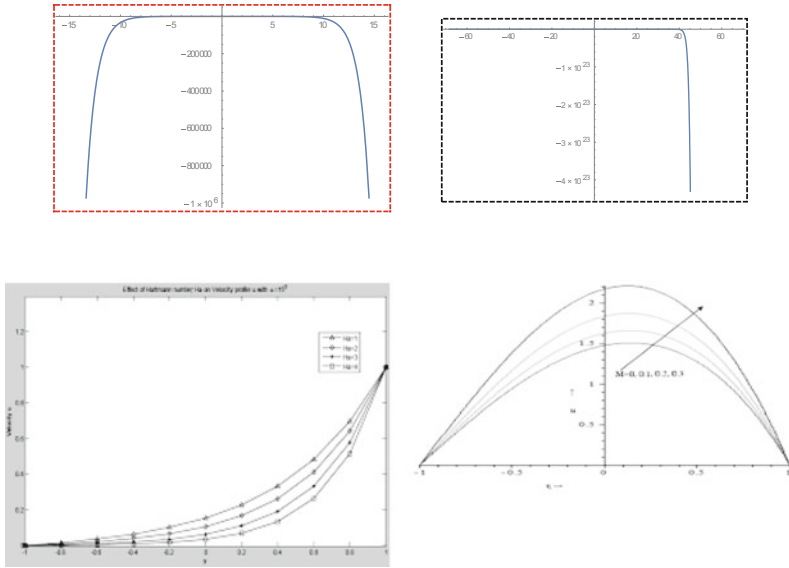 −15 −10 −5 5 10 15
−200000
−400000
−600000
−800000
−1 × 10^6
−60 −40 −20 20 40 60
−1 × 10^23
−2 × 10^23
−3 × 10^23
−4 × 10^23
Effect of Hartmann number Ha on Velocity profile u with
Ha=1
Ha=2
Ha=3
Ha=4
1.2
1
0.8
0.6
0.4
0.2
0
Velocity u
-1 -0.8 -0.6 -0.4 -0.2 0 0.2 0.4 0.6 0.8 1
y
2
1.5
1
0.5
M=0, 0.1, 0.2, 0.3
↑
u
−1 −0.5 0 0.5 1